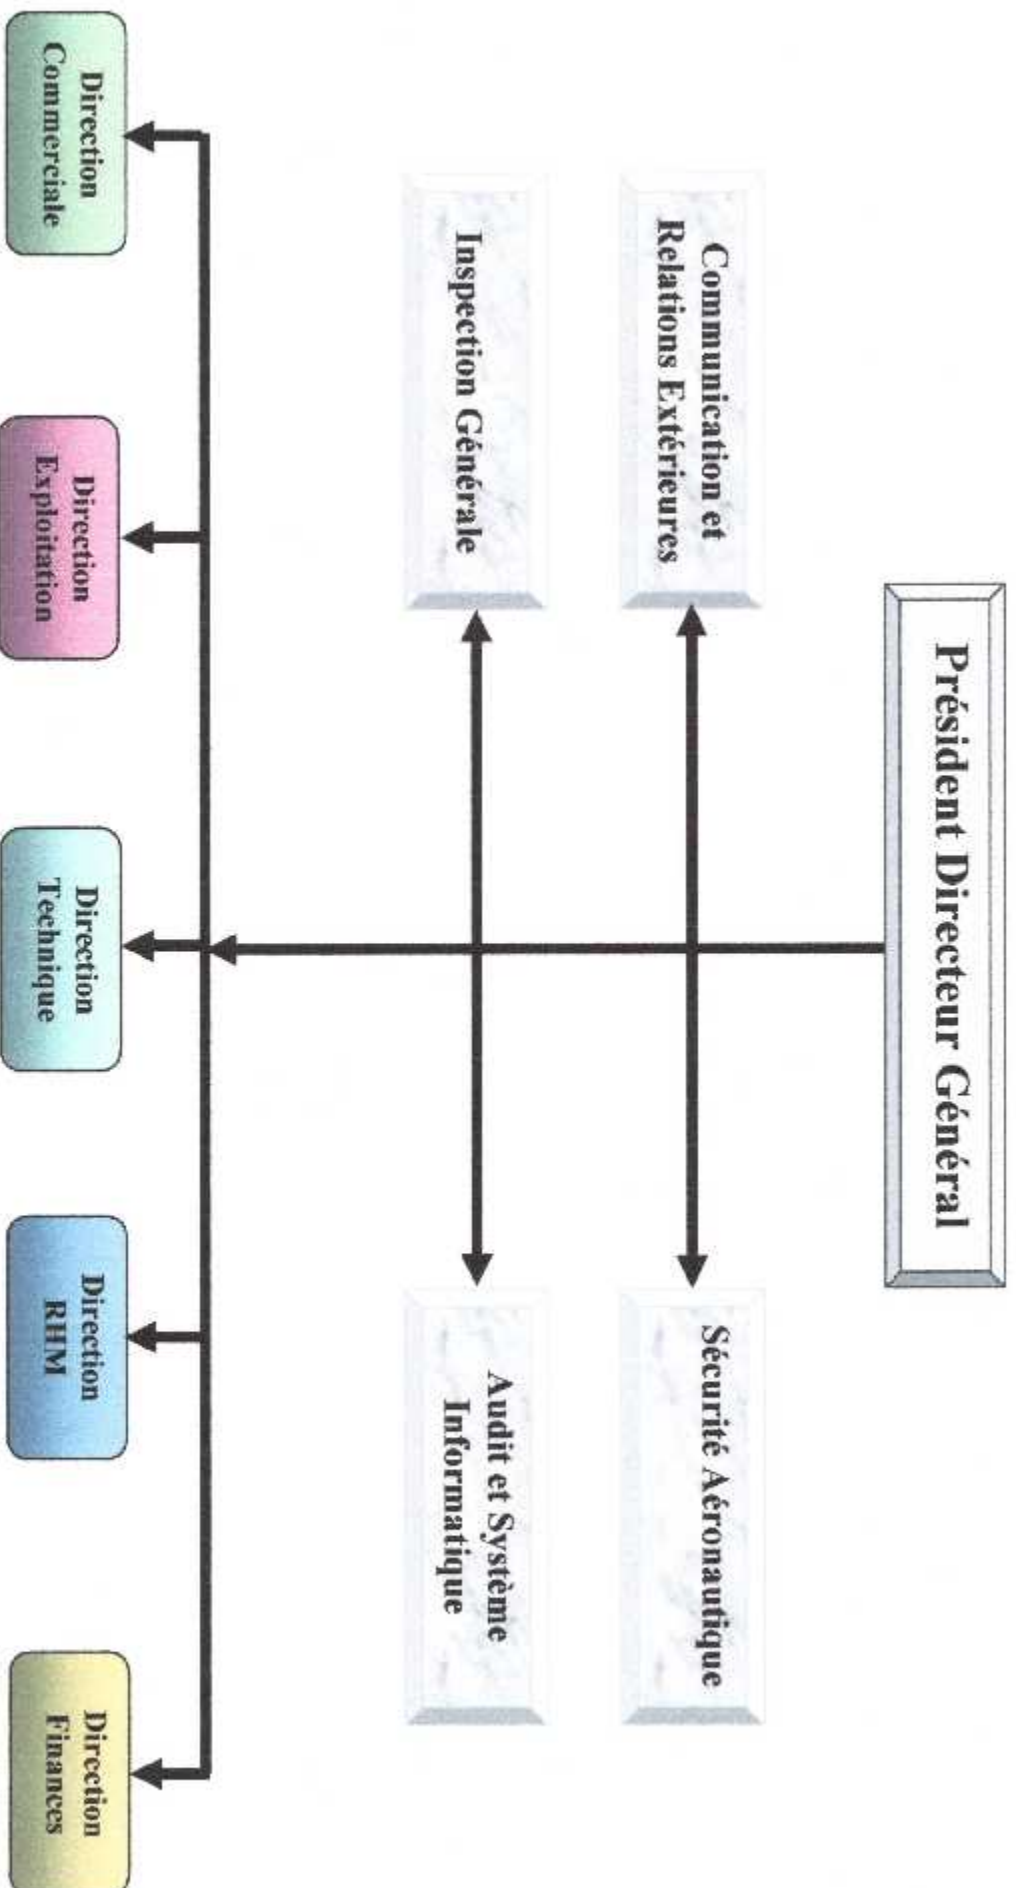 Président Directeur Général
Communication et
Relations Extérieures
Sécurité Aéronautique
Inspection Générale
Audit et Système
Informatique
Direction
Commerciale
Direction
Exploitation
Direction
Technique
Direction
RHM
Direction
Finances